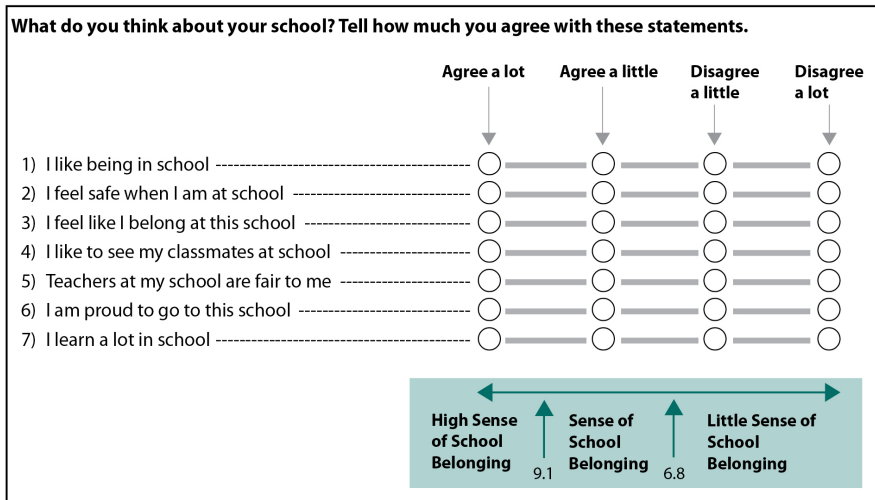 What do you think about your school? Tell how much you agree with these statements.
Agree a lot
Agree a little
Disagree
a little
Disagree
a lot
1) I like being in school
2) I feel safe when I am at school
3) I feel like I belong at this school
4) I like to see my classmates at school
5) Teachers at my school are fair to me
6) I am proud to go to this school
7) I learn a lot in school
High Sense
of School
Belonging
9.1
Sense of
School
Belonging
6.8
Little Sense of
School
Belonging